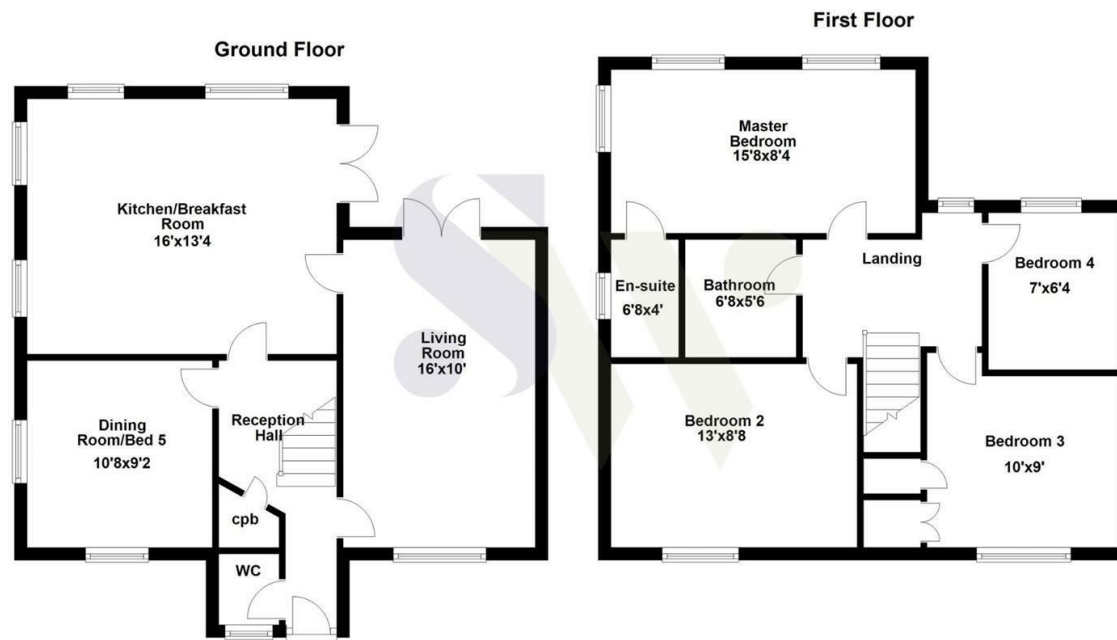 Ground Floor
Kitchen/Breakfast
Room
16'x13'4
Living
Room
16'x10'
Dining
Room/Bed 5
10'8x9'2
Reception
Hall
cpb
WC
First Floor
Master
Bedroom
15'8x8'4
En-suite
6'8x4'
Bathroom
6'8x5'6
Landing
Bedroom 4
7'x6'4
Bedroom 2
13'x8'8
Bedroom 3
10'x9'
SW